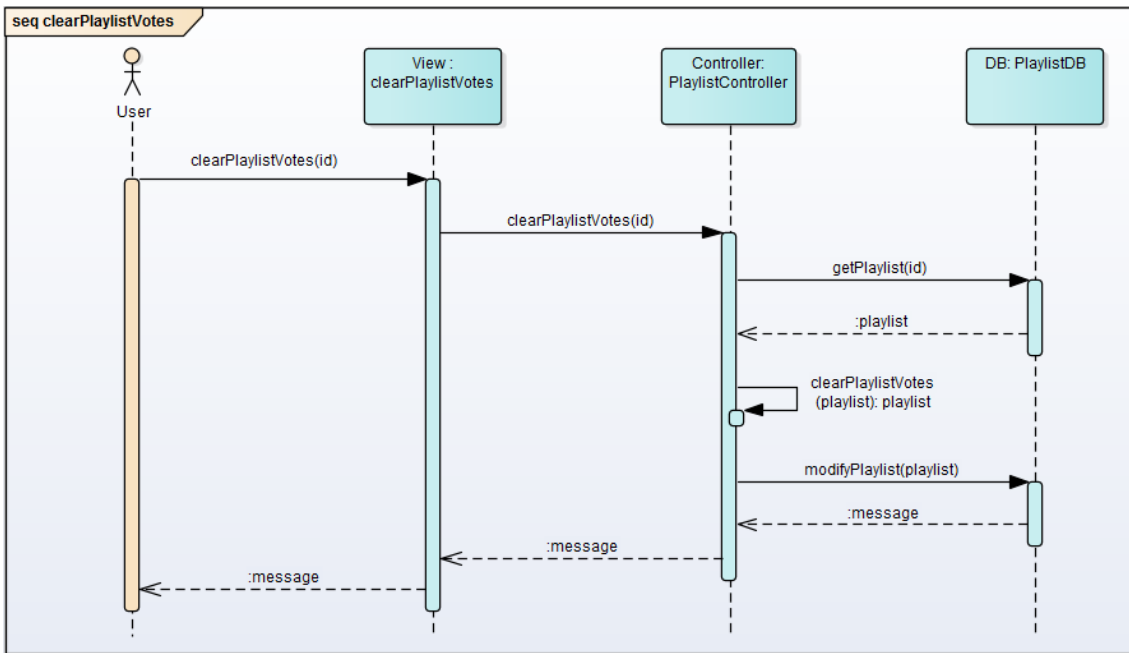 seq clearPlaylistVotes
User
View :
clearPlaylistVotes
Controller:
PlaylistController
DB: PlaylistDB
clearPlaylistVotes(id)
clearPlaylistVotes(id)
getPlaylist(id)
:playlist
clearPlaylistVotes
(playlist): playlist
modifyPlaylist(playlist)
:message
:message
:message